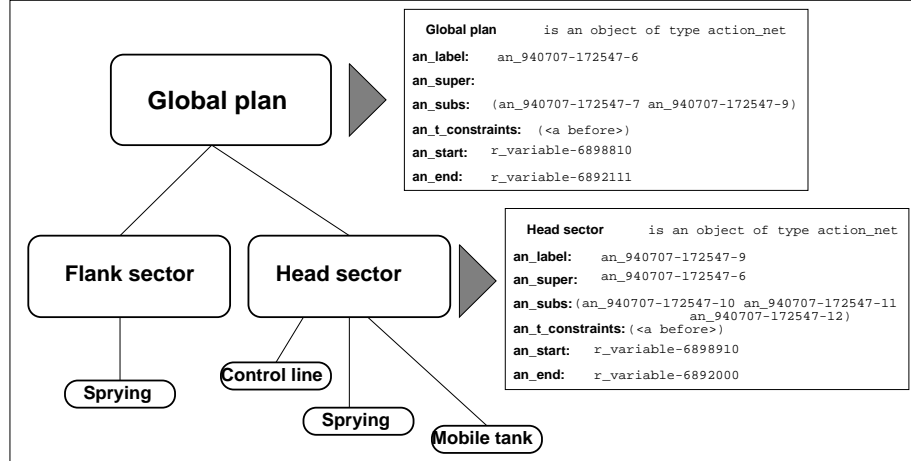 Global plan is an object of type action_net
an_label: an_940707-172547-6
an_super:
an_subs: (an_940707-172547-7 an_940707-172547-9)
an_t_constraints: (<a before>)
an_start: r_variable-6898810
an_end: r_variable-6892111
Global plan
Flank sector
Head sector
Head sector is an object of type action_net
an_label: an_940707-172547-9
an_super: an_940707-172547-6
an_subs: (an_940707-172547-10 an_940707-172547-11
an_940707-172547-12)
an_t_constraints: (<a before>)
an_start: r_variable-6898910
an_end: r_variable-6892000
Control line
Sprying
Sprying
Mobile tank